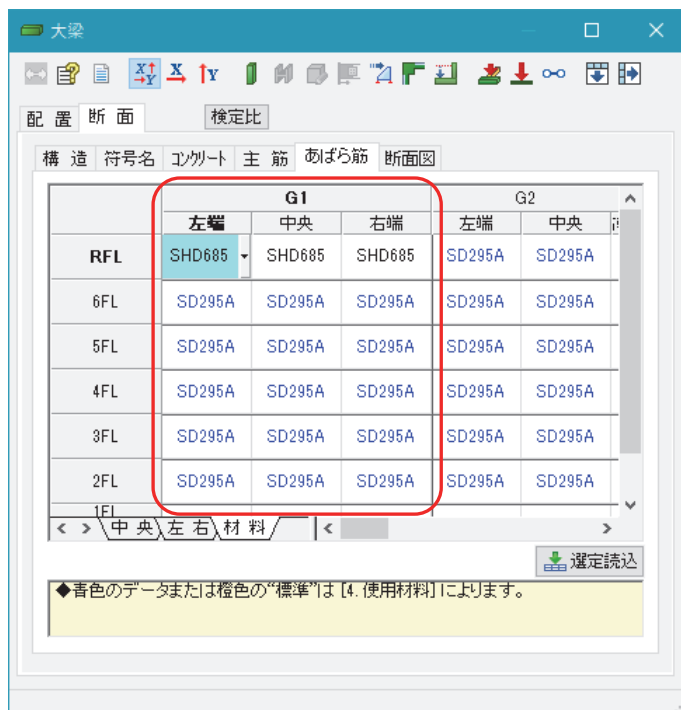 大梁
X Y X Y
配 置 断 面 検定比
構 造 符号名 コンクリート 主 筋 あばら筋 断面図
G1 G2
左端 中央 右端 左端 中央
RFL SHD685 SHD685 SHD685 SD295A SD295A
6FL SD295A SD295A SD295A SD295A SD295A
5FL SD295A SD295A SD295A SD295A SD295A
4FL SD295A SD295A SD295A SD295A SD295A
3FL SD295A SD295A SD295A SD295A SD295A
2FL SD295A SD295A SD295A SD295A SD295A
1FL
中 央 左 右 材 料
選定読込
◆青色のデータまたは橙色の“標準”は [4.使用材料] によります。